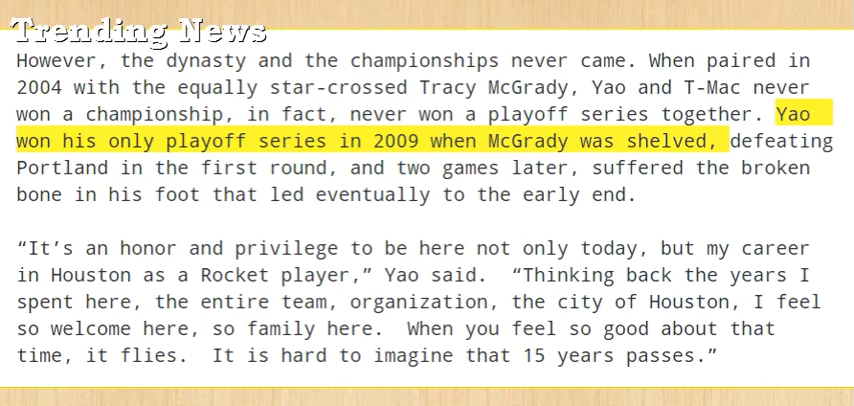 Trending News
However, the dynasty and the championships never came. When paired in
2004 with the equally star-crossed Tracy McGrady, Yao and T-Mac never
won a championship, in fact, never won a playoff series together. Yao
won his only playoff series in 2009 when McGrady was shelved, defeating
Portland in the first round, and two games later, suffered the broken
bone in his foot that led eventually to the early end.
“It’s an honor and privilege to be here not only today, but my career
in Houston as a Rocket player,” Yao said.  “Thinking back the years I
spent here, the entire team, organization, the city of Houston, I feel
so welcome here, so family here.  When you feel so good about that
time, it flies.  It is hard to imagine that 15 years passes.”